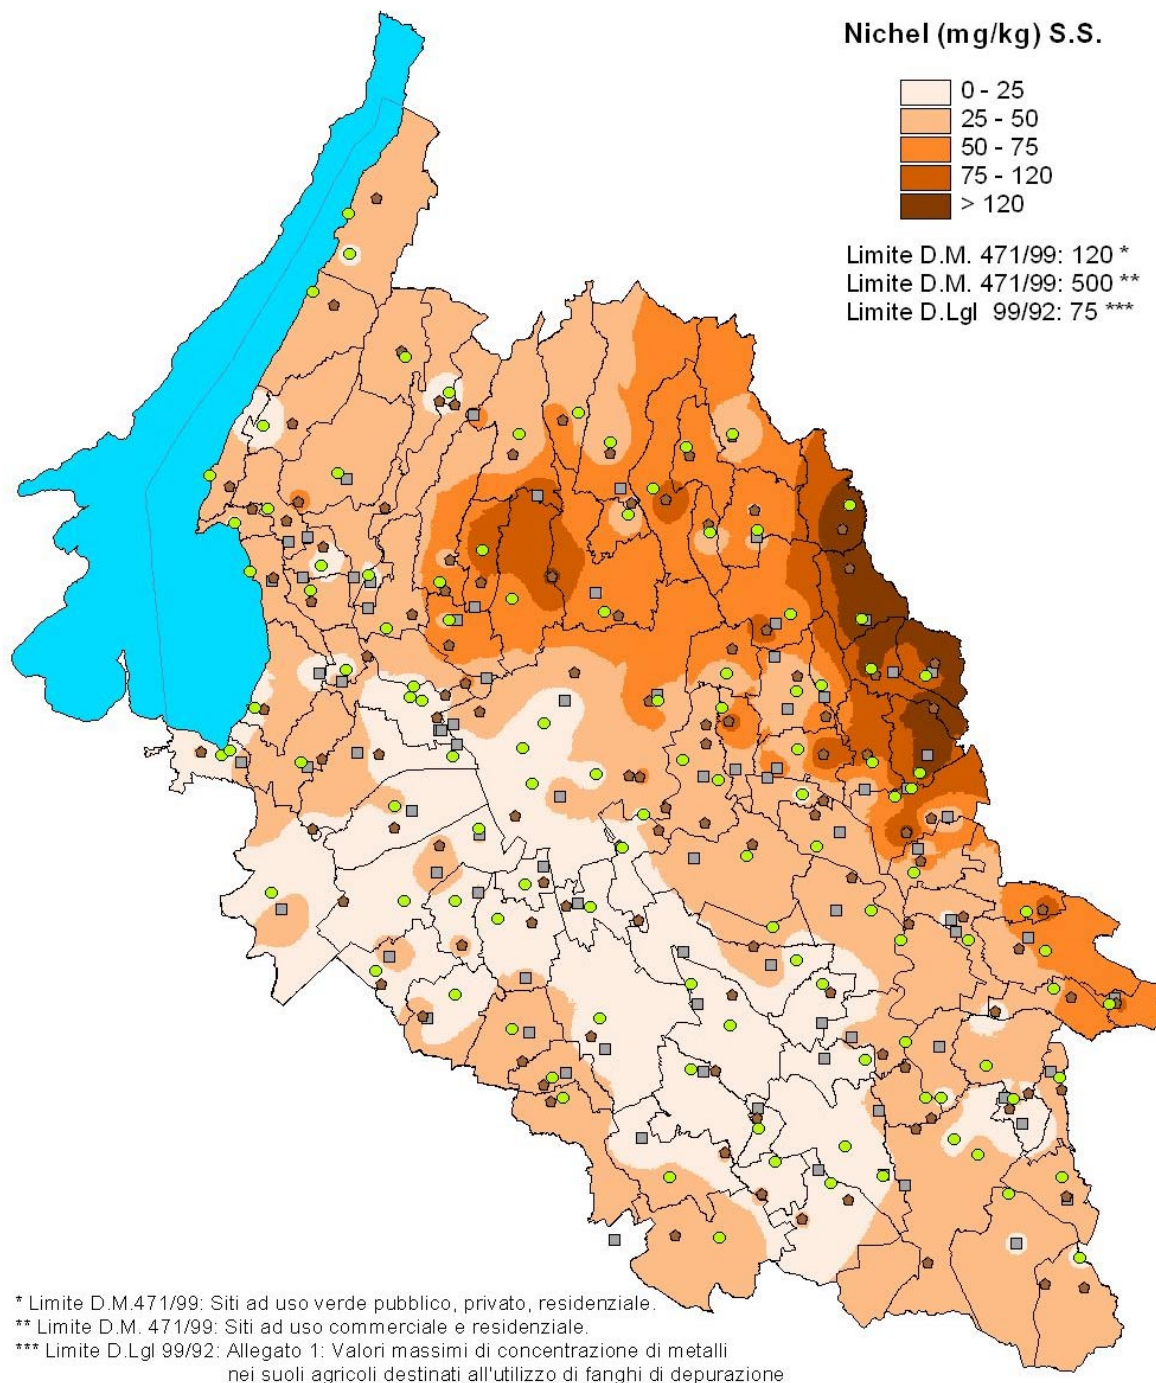 Nichel (mg/kg) S.S.
0 - 25
25 - 50
50 - 75
75 - 120
> 120
Limite D.M. 471/99: 120 *
Limite D.M. 471/99: 500 **
Limite D.Lgl 99/92: 75 ***
* Limite D.M.471/99: Siti ad uso verde pubblico, privato, residenziale.
** Limite D.M. 471/99: Siti ad uso commerciale e residenziale.
*** Limite D.Lgl 99/92: Allegato 1: Valori massimi di concentrazione di metalli
nei suoli agricoli destinati all'utilizzo di fanghi di depurazione